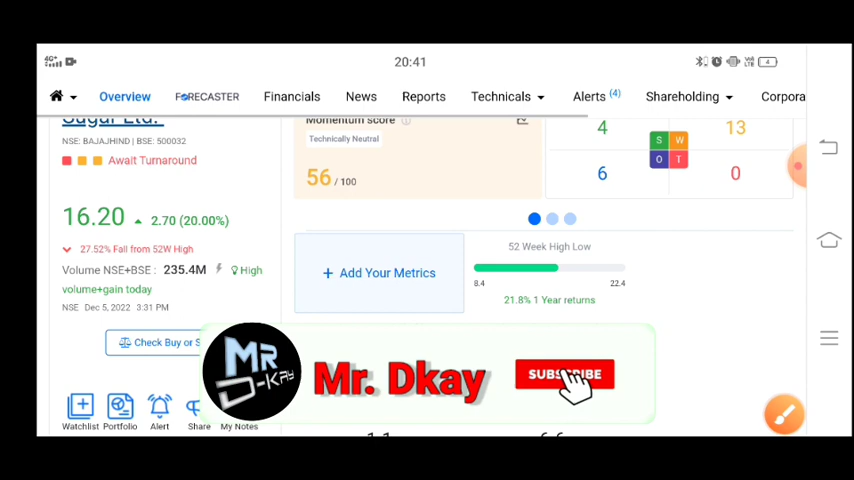 4G+
20:41
4
Overview
FORECASTER
Financials
News
Reports
Technicals
Alerts (4)
Shareholding
Corpora
Sugar Ltd.
NSE: BAJAJHIND | BSE: 500032
Await Turnaround
16.20 2.70 (20.00%)
27.52% Fall from 52W High
Volume NSE+BSE : 235.4M High
volume+gain today
NSE Dec 5, 2022 3:31 PM
Check Buy or S
Watchlist Portfolio Alert Share My Notes
Momentum score
Technically Neutral
56 / 100
4 13
S W
O T
6 0
+ Add Your Metrics
52 Week High Low
8.4 22.4
21.8% 1 Year returns
MR
D-KAY
Mr. Dkay
SUBSCRIBE